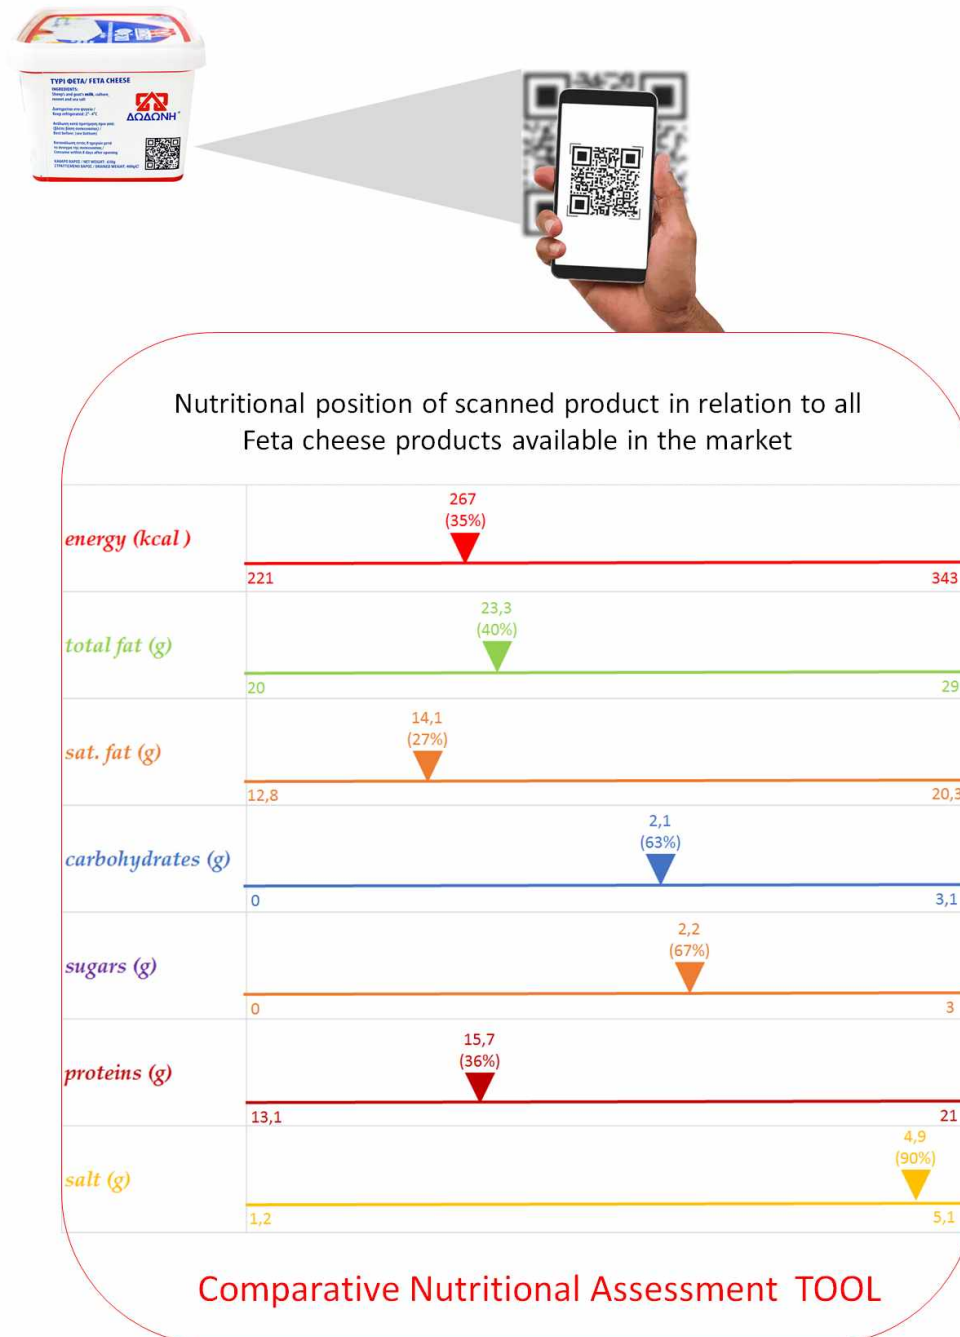 ΤΥΡΙ ΦΕΤΑ/ FETA CHEESE
INGREDIENTS:
ΔΩΔΩΝΗ
Nutritional position of scanned product in relation to all
Feta cheese products available in the market
energy (kcal )
267
(35%)
221
343
total fat (g)
23,3
(40%)
20
29
sat. fat (g)
14,1
(27%)
12,8
20,3
carbohydrates (g)
2,1
(63%)
0
3,1
sugars (g)
2,2
(67%)
0
3
proteins (g)
15,7
(36%)
13,1
21
salt (g)
4,9
(90%)
1,2
5,1
Comparative Nutritional Assessment TOOL